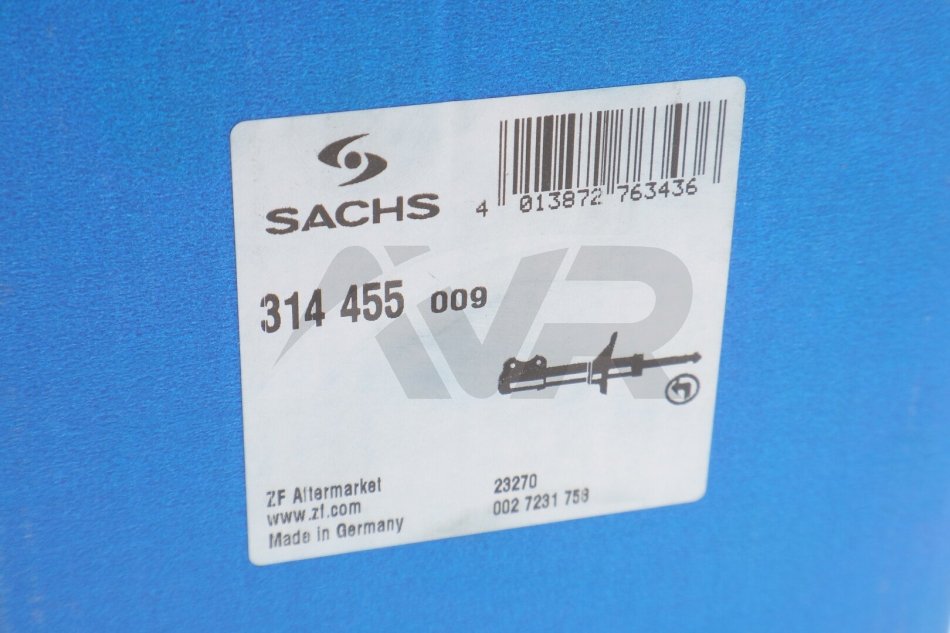 SACHS
4 013872 763436
314 455 009
AVR
ZF Aftermarket
www.zf.com
Made in Germany
23270
002 7231 758